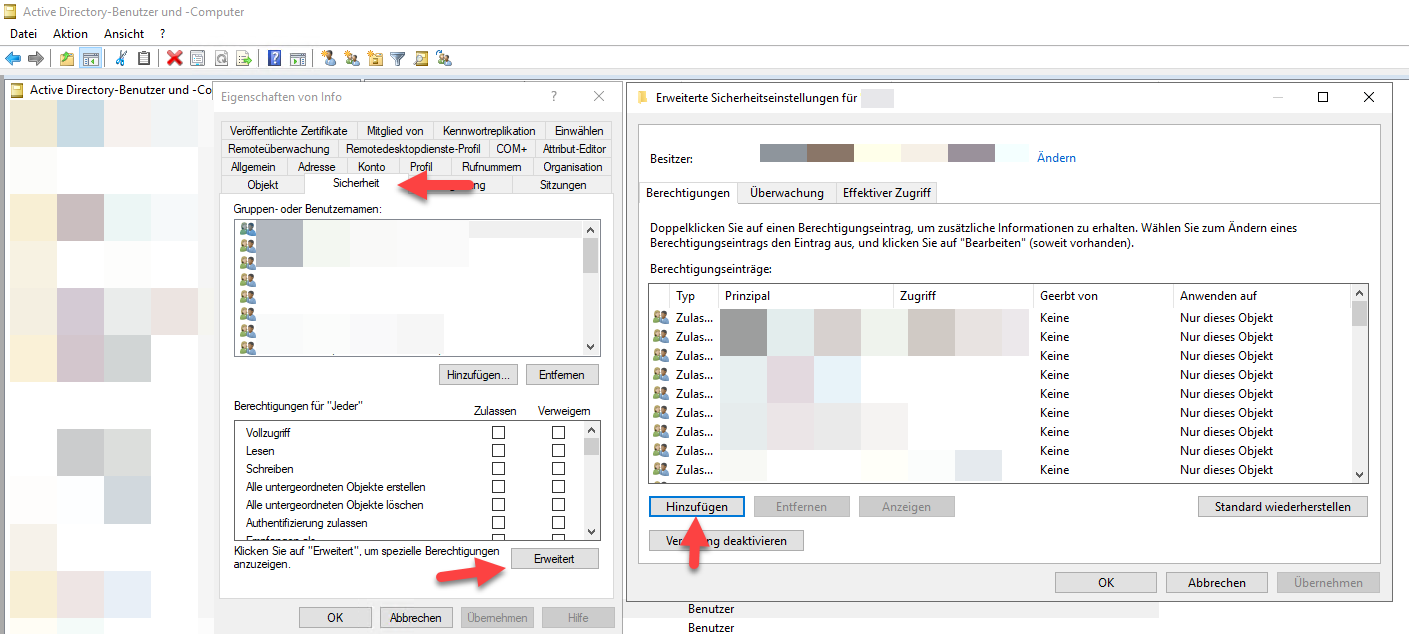 Active Directory-Benutzer und -Computer
Datei Aktion Ansicht ?
Active Directory-Benutzer und -Co
Eigenschaften von Info ?
Veröffentlichte Zertifikate Mitglied von Kennwortreplikation Einwählen
Remoteüberwachung Remotedesktopdienste-Profil COM+ Attribut-Editor
Allgemein Adresse Konto Profil Rufnummern Organisation
Objekt Sicherheit Sitzungen
Gruppen- oder Benutzernamen:
Hinzufügen... Entfernen
Berechtigungen für "Jeder" Zulassen Verweigern
Vollzugriff
Lesen
Schreiben
Alle untergeordneten Objekte erstellen
Alle untergeordneten Objekte löschen
Authentifizierung zulassen
Klicken Sie auf "Erweitert", um spezielle Berechtigungen
anzuzeigen.
Erweitert
OK Abbrechen Übernehmen Hilfe
Erweiterte Sicherheitseinstellungen für
Besitzer: Ändern
Berechtigungen Überwachung Effektiver Zugriff
Doppelklicken Sie auf einen Berechtigungseintrag, um zusätzliche Informationen zu erhalten. Wählen Sie zum Ändern eines
Berechtigungseintrags den Eintrag aus, und klicken Sie auf "Bearbeiten" (soweit vorhanden).
Berechtigungseinträge:
Typ Prinzipal Zugriff Geerbt von Anwenden auf
Zulas... Keine Nur dieses Objekt
Zulas... Keine Nur dieses Objekt
Zulas... Keine Nur dieses Objekt
Zulas... Keine Nur dieses Objekt
Zulas... Keine Nur dieses Objekt
Zulas... Keine Nur dieses Objekt
Zulas... Keine Nur dieses Objekt
Zulas... Keine Nur dieses Objekt
Zulas... Keine Nur dieses Objekt
Hinzufügen Entfernen Anzeigen Standard wiederherstellen
deaktivieren
OK Abbrechen Übernehmen
Benutzer
Benutzer